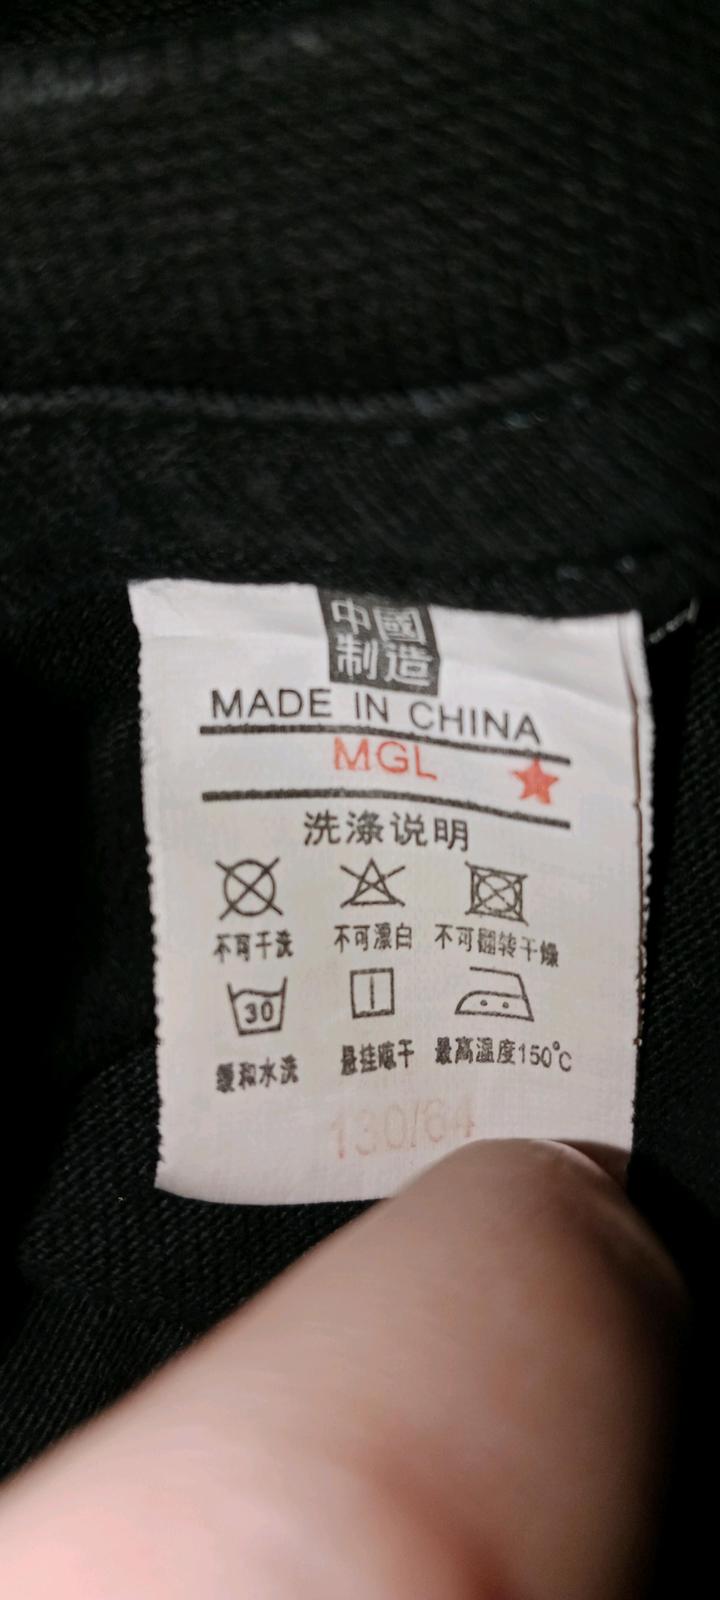 中國
制造
MADE IN CHINA
MGL
洗涤说明
不可干洗 不可漂白 不可翻转干燥
30
缓和水洗 悬挂晾干 最高温度150°C
130/64